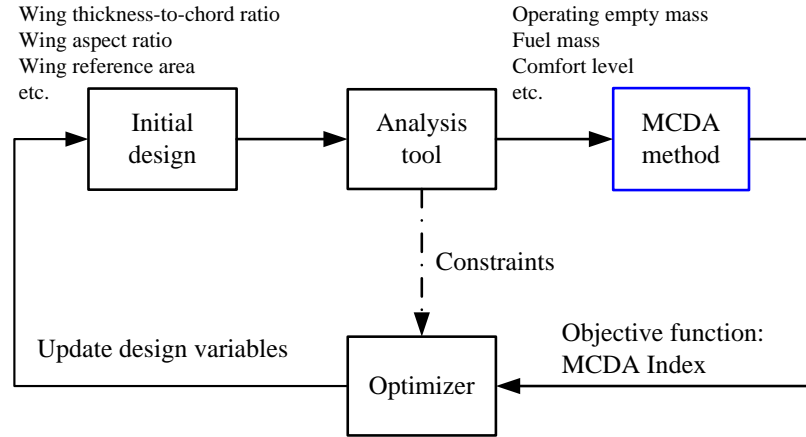 Wing thickness-to-chord ratio
Wing aspect ratio
Wing reference area
etc.
Operating empty mass
Fuel mass
Comfort level
etc.
Initial
design
Analysis
tool
MCDA
method
Constraints
Update design variables
Optimizer
Objective function:
MCDA Index